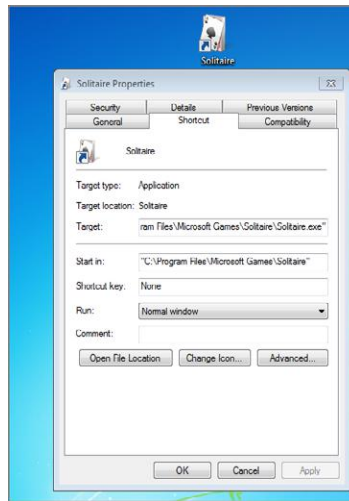 Solitaire
Solitaire Properties
Security Details Previous Versions
General Shortcut Compatibility
Solitaire
Target type: Application
Target location: Solitaire
Target: ram Files\Microsoft Games\Solitaire\Solitaire.exe"
Start in: "C:\Program Files\Microsoft Games\Solitaire"
Shortcut key: None
Run: Normal window
Comment:
Open File Location Change Icon... Advanced...
OK Cancel Apply